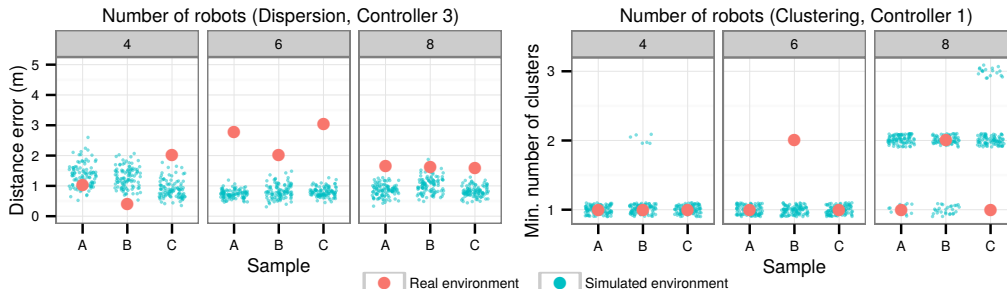 Number of robots (Dispersion, Controller 3)
4 6 8
Distance error (m)
5
4
3
2
1
0
A B C A B C A B C
Sample
Number of robots (Clustering, Controller 1)
4 6 8
Min. number of clusters
3
2
1
A B C A B C A B C
Sample
Real environment Simulated environment